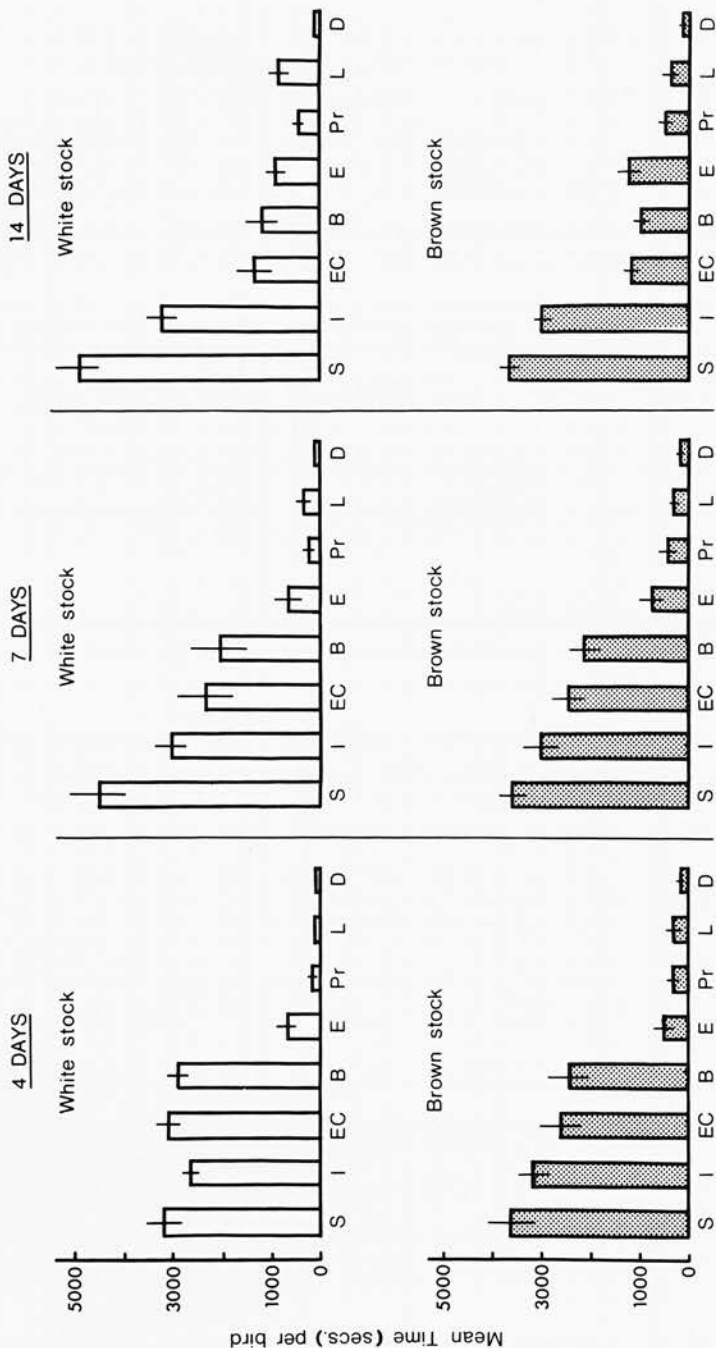 4 DAYS
7 DAYS
14 DAYS
White stock
White stock
White stock
5000
3000
1000
0
S I EC B E Pr L D
S I EC B E Pr L D
S I EC B E Pr L D
Mean Time (secs.) per bird
Brown stock
Brown stock
Brown stock
5000
3000
1000
0
S I EC B E Pr L D
S I EC B E Pr L D
S I EC B E Pr L D